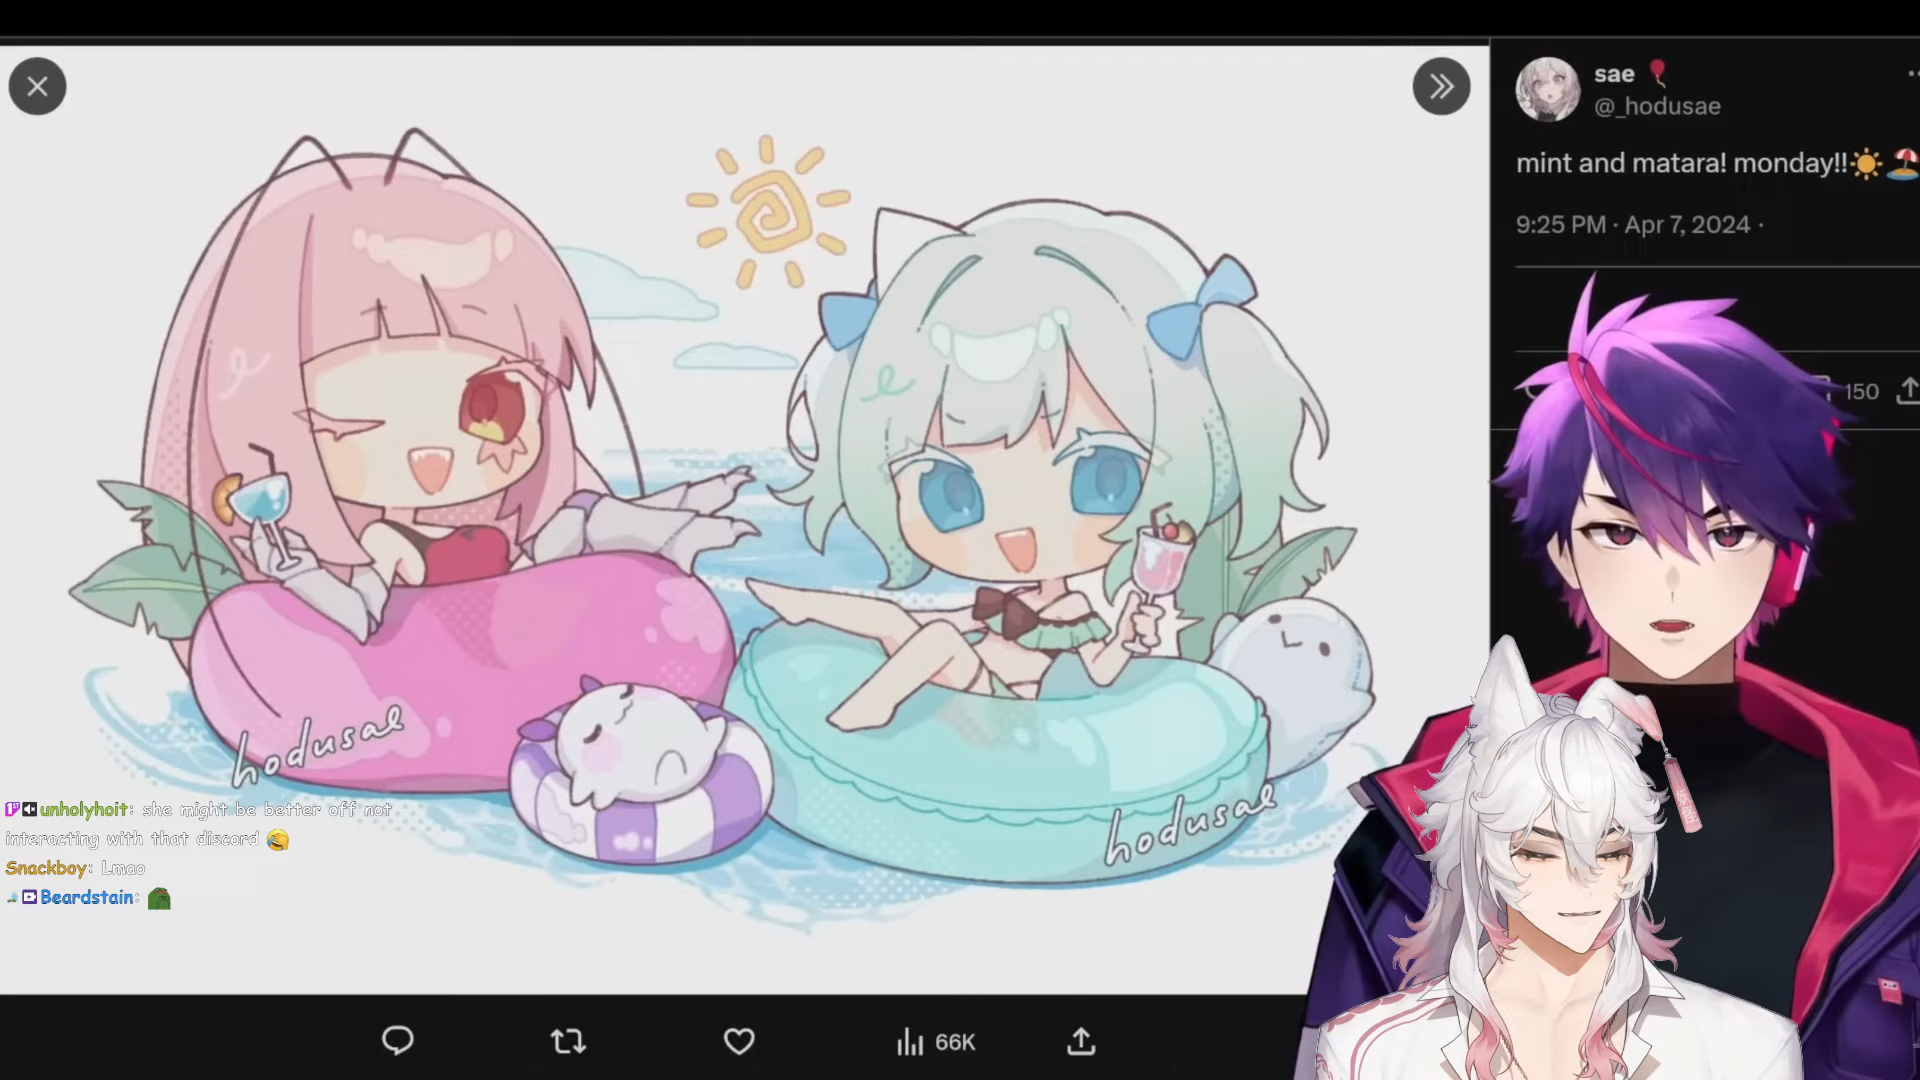 sae
@_hodusae
mint and matara! monday!!
9:25 PM · Apr 7, 2024 ·
150
hodusae
hodusae
unholyhoit: she might be better off not
interacting with that discord
Snackboy: Lmao
Beardstain:
66K